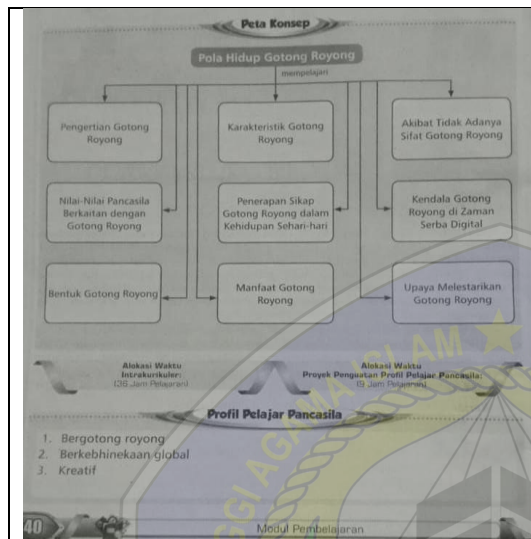 Peta Konsep
Pola Hidup Gotong Royong
mempelajari
Pengertian Gotong
Royong
Karakteristik Gotong
Royong
Akibat Tidak Adanya
Sifat Gotong Royong
Nilai-Nilai Pancasila
Berkaitan dengan
Gotong Royong
Penerapan Sikap
Gotong Royong dalam
Kehidupan Sehari-hari
Kendala Gotong
Royong di Zaman
Serba Digital
Bentuk Gotong Royong
Manfaat Gotong
Royong
Upaya Melestarikan
Gotong Royong
Alokasi Waktu
Intrakurikuler:
(36 Jam Pelajaran)
Alokasi Waktu
Proyek Penguatan Profil Pelajar Pancasila:
(9 Jam Pelajaran)
Profil Pelajar Pancasila
1. Bergotong royong
2. Berkebhinekaan global
3. Kreatif
40
Modul Pembelajaran
GGI AGAMA ISLAM